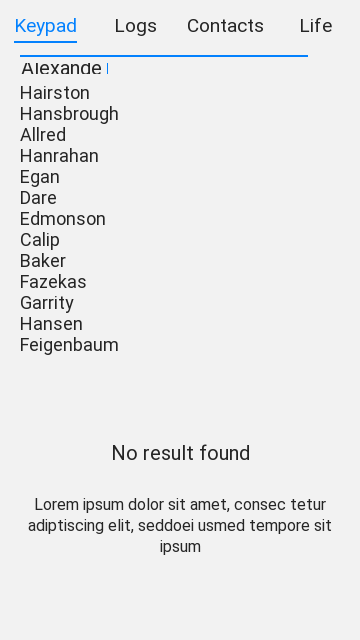 Keypad Logs Contacts Life
Alexande
Hairston
Hansbrough
Allred
Hanrahan
Egan
Dare
Edmonson
Calip
Baker
Fazekas
Garrity
Hansen
Feigenbaum
No result found
Lorem ipsum dolor sit amet, consec tetur
adipiscing elit, seddoei usmed tempore sit
ipsum